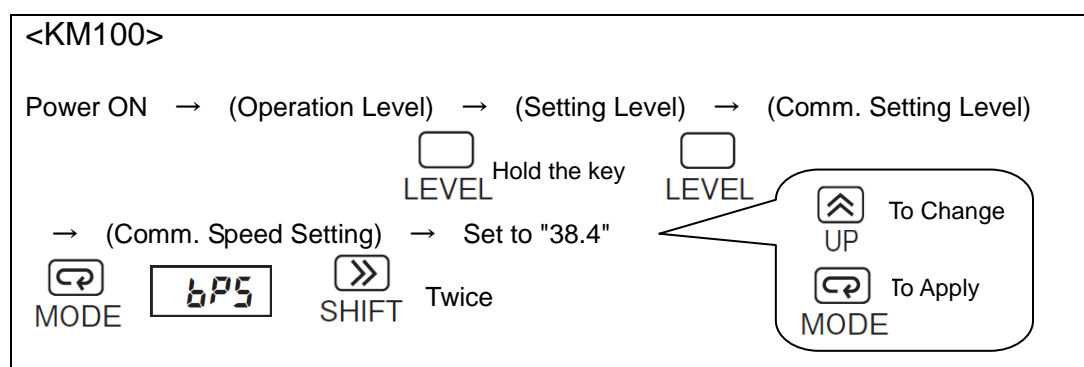 <KM100>
Power ON → (Operation Level) → (Setting Level) → (Comm. Setting Level)
LEVEL Hold the key LEVEL
→ (Comm. Speed Setting) → Set to "38.4"
MODE bPS SHIFT Twice
UP To Change
MODE To Apply